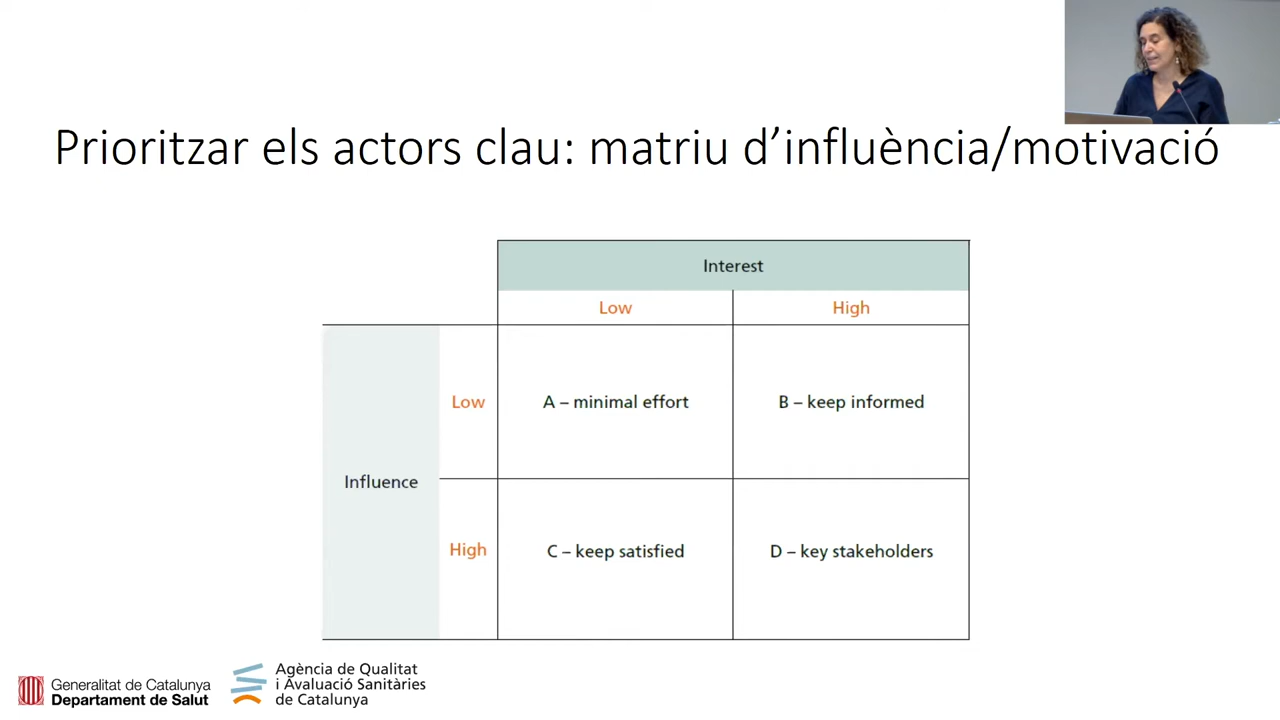 Prioritzar els actors clau: matriu d’influència/motivació
Interest
Low
High
Influence
Low
A – minimal effort
B – keep informed
High
C – keep satisfied
D – key stakeholders
Generalitat de Catalunya
Departament de Salut
Agència de Qualitat
i Avaluació Sanitàries
de Catalunya